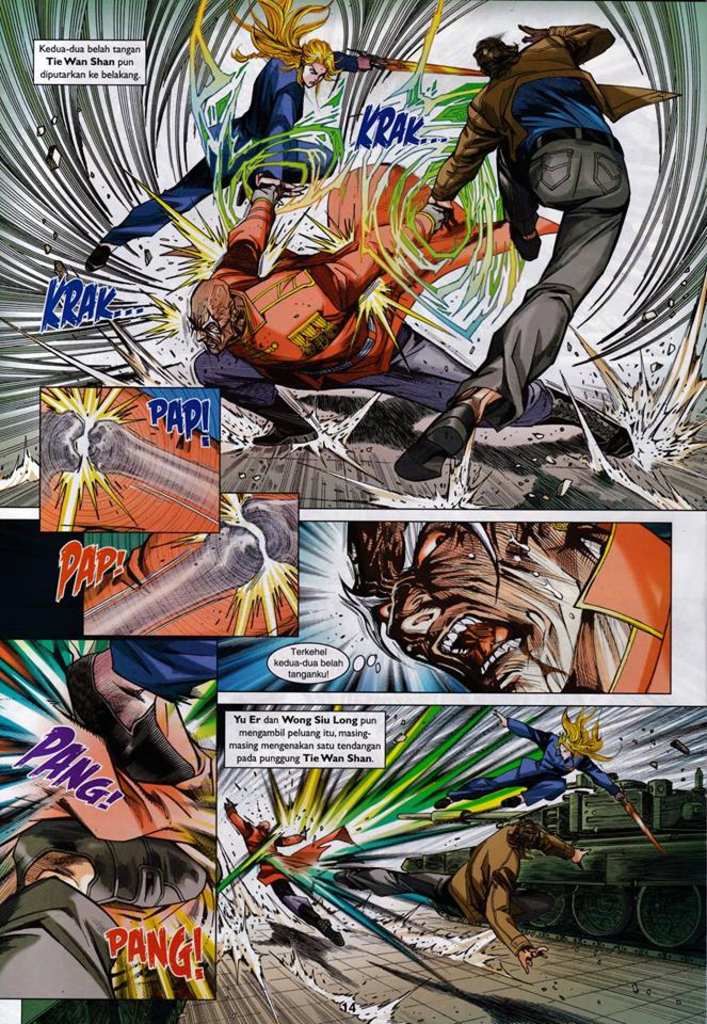 Kedua-dua belah tangan
Tie Wan Shan pun
diputarkan ke belakang.
KRAK...
KRAK...
PAP!
PAP!
Terkehel
kedua-dua belah
tanganku!
PANG!
Yu Er dan Wong Siu Long pun
mengambil peluang itu, masing-
masing mengenakan satu tendangan
pada punggung Tie Wan Shan.
PANG!
14